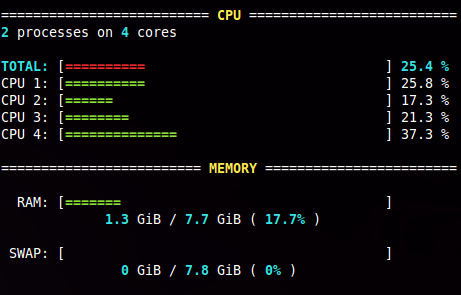 ========================== CPU ==========================
2 processes on 4 cores
TOTAL: [==========                              ] 25.4 %
CPU 1: [==========                              ] 25.8 %
CPU 2: [======                                  ] 17.3 %
CPU 3: [========                                ] 21.3 %
CPU 4: [==============                          ] 37.3 %
========================= MEMORY ========================
RAM: [=======                                 ]
1.3 GiB / 7.7 GiB ( 17.7% )
SWAP: [                                        ]
0 GiB / 7.8 GiB ( 0% )